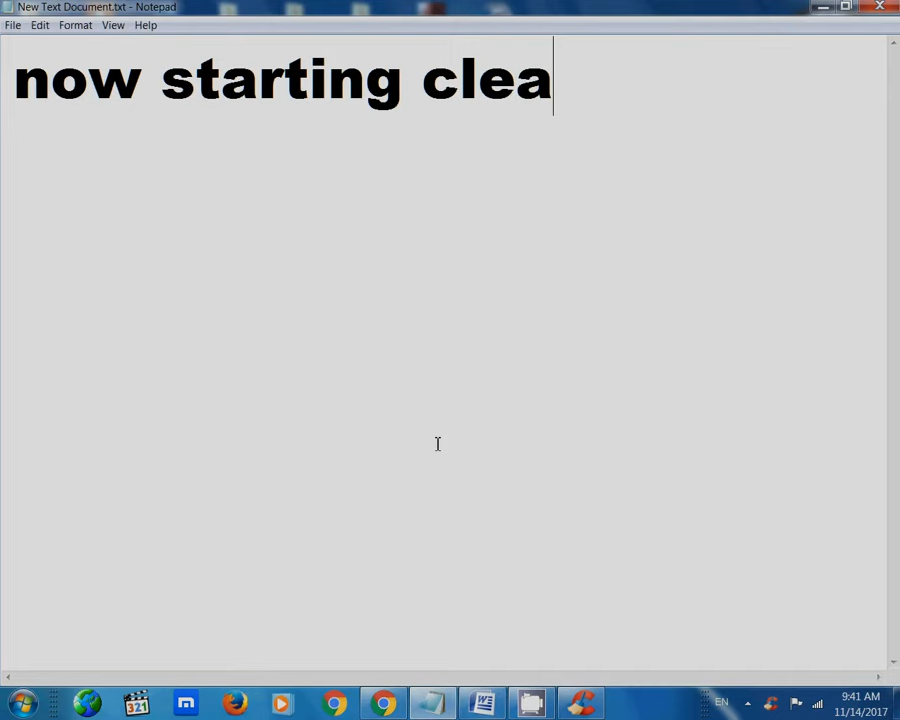 New Text Document.txt - Notepad
File Edit Format View Help
now starting clea
321
EN
9:41 AM
11/14/2017